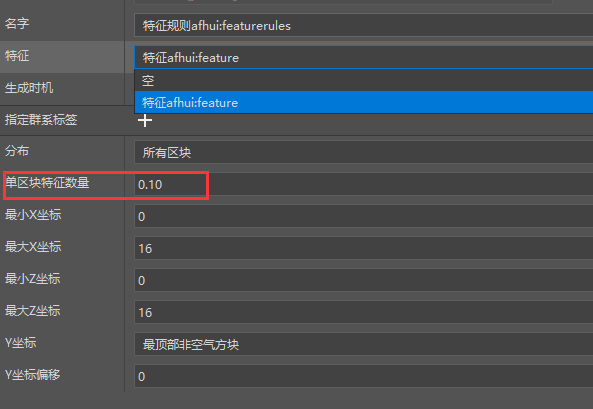 名字 特征规则afhui:featurerules
特征 特征afhui:feature
空
生成时机 特征afhui:feature
指定群系标签 +
分布 所有区块
单区块特征数量 0.10
最小X坐标 0
最大X坐标 16
最小Z坐标 0
最大Z坐标 16
Y坐标 最顶部非空气方块
Y坐标偏移 0